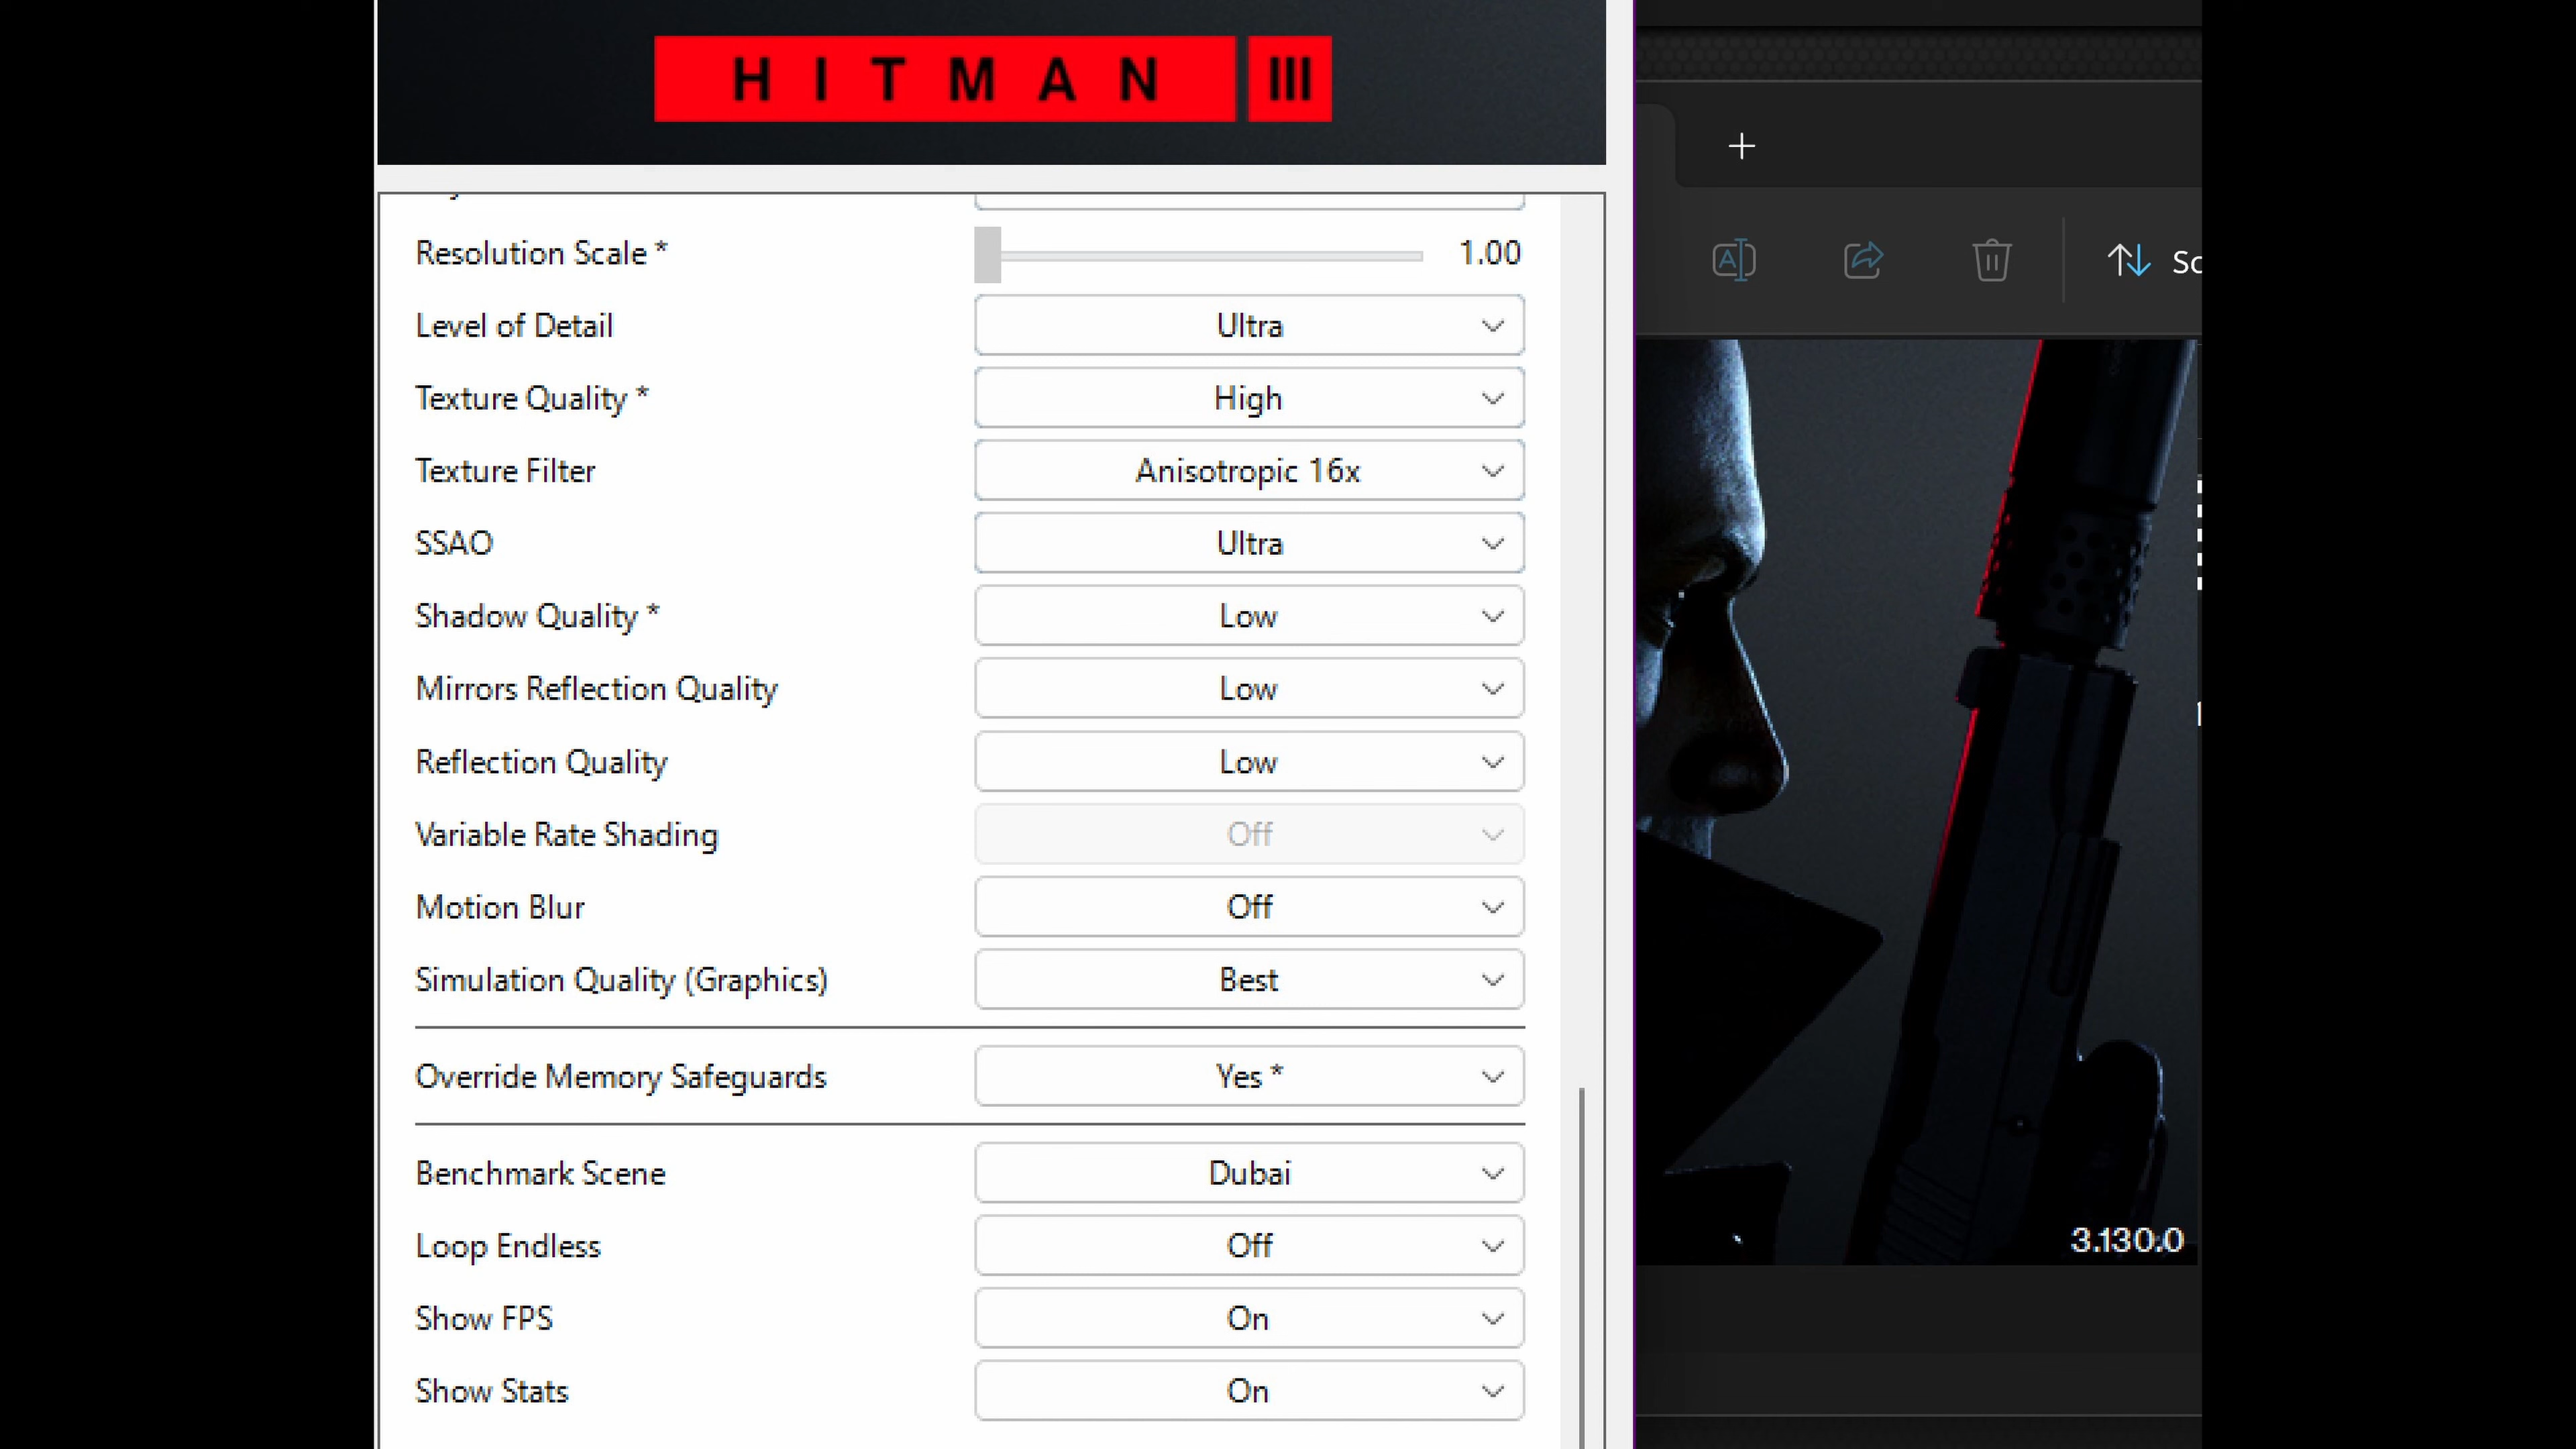 HITMAN III
Resolution Scale * 1.00
Level of Detail Ultra
Texture Quality * High
Texture Filter Anisotropic 16x
SSAO Ultra
Shadow Quality * Low
Mirrors Reflection Quality Low
Reflection Quality Low
Variable Rate Shading Off
Motion Blur Off
Simulation Quality (Graphics) Best
Override Memory Safeguards Yes *
Benchmark Scene Dubai
Loop Endless Off
Show FPS On
Show Stats On
3.130.0